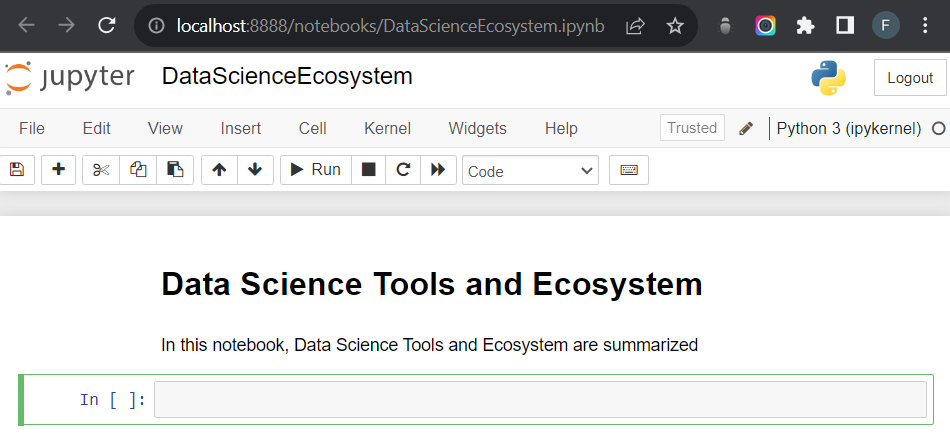 localhost:8888/notebooks/DataScienceEcosystem.ipynb F
jupyter DataScienceEcosystem Logout
File Edit View Insert Cell Kernel Widgets Help Trusted Python 3 (ipykernel)
Run Code
Data Science Tools and Ecosystem
In this notebook, Data Science Tools and Ecosystem are summarized
In [ ]: